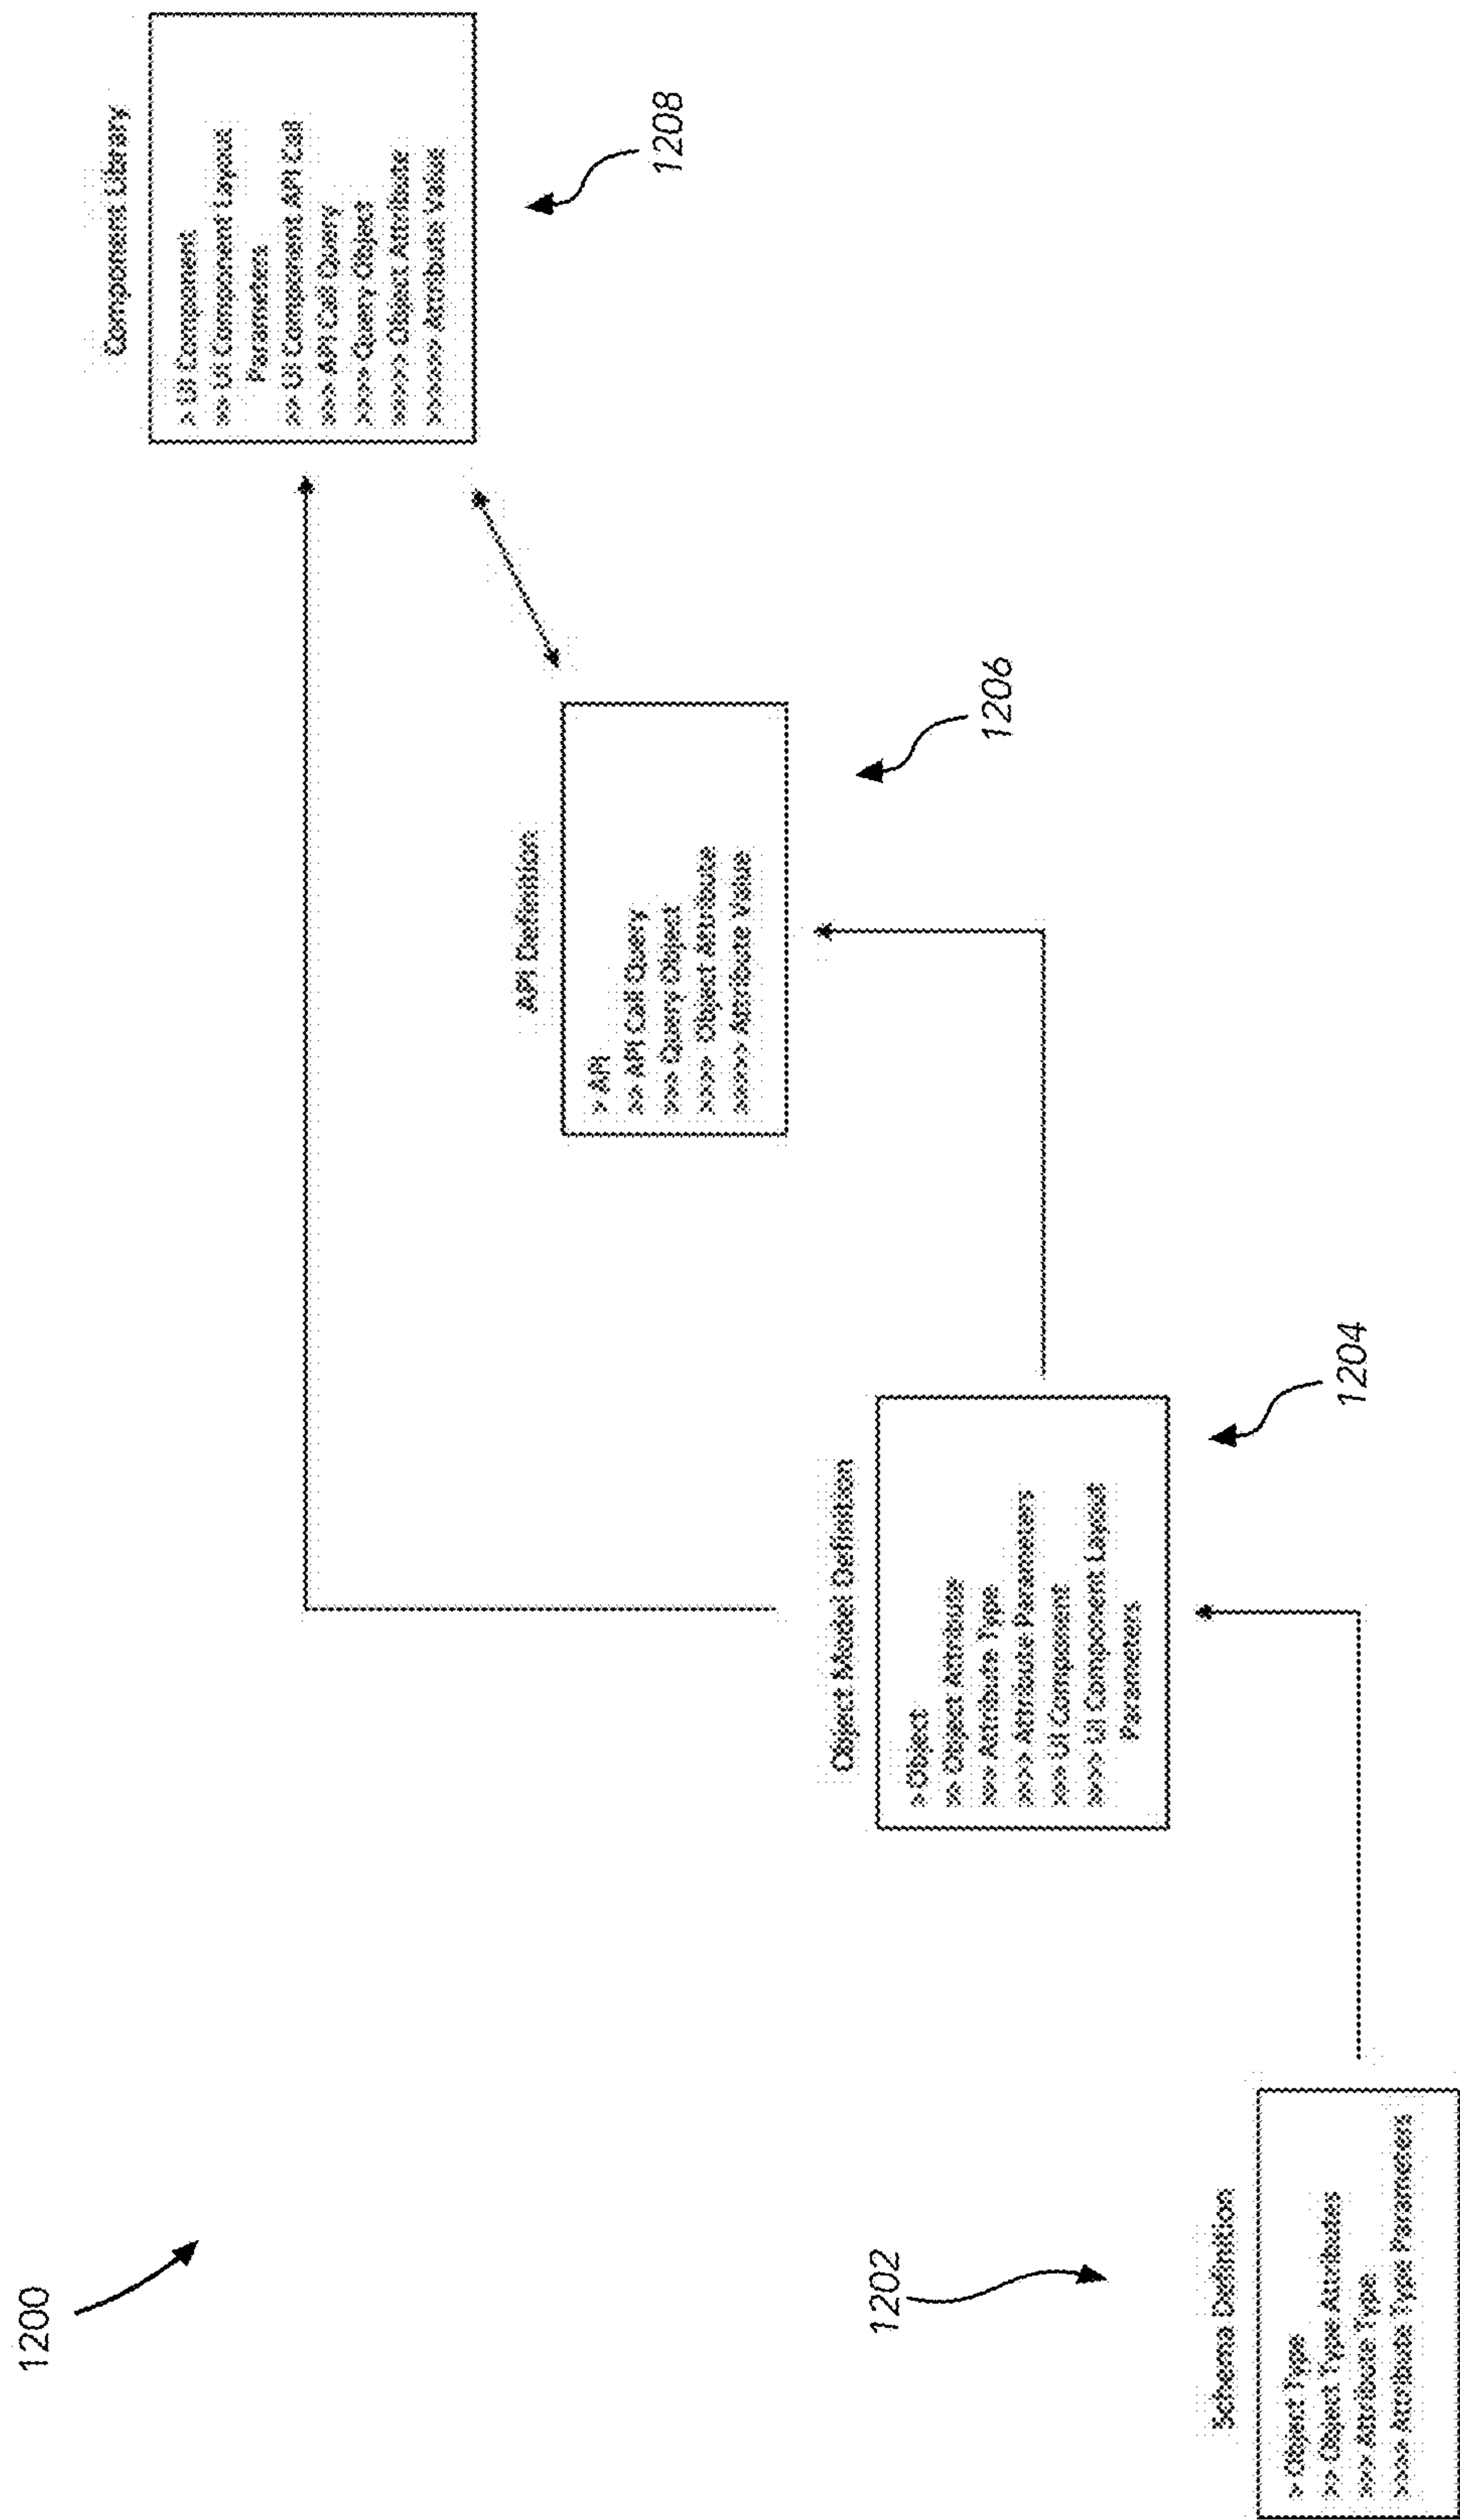 1200
Component Library
> UI Component
>> UI Component Layout
Parameters
>>> UI Component API Call
>>> API Call Query
>>>> Query Object
>>>>> Object Attribute
>>>>>> Attribute Value
1208
API Definition
> API
>> API Call Query
>>> Query Object
>>>> Object Attribute
>>>>> Attribute Value
1206
Object Model Definition
> Object
>> Object Attribute
>>> Attribute Type
>>>> Attribute Parameters
>>> UI Component
>>>> UI Component Layout
Parameters
1204
1202
Schema Definition
> Object Type
>> Object Type Attributes
>>> Attribute Type
>>>> Attribute Type Parameters